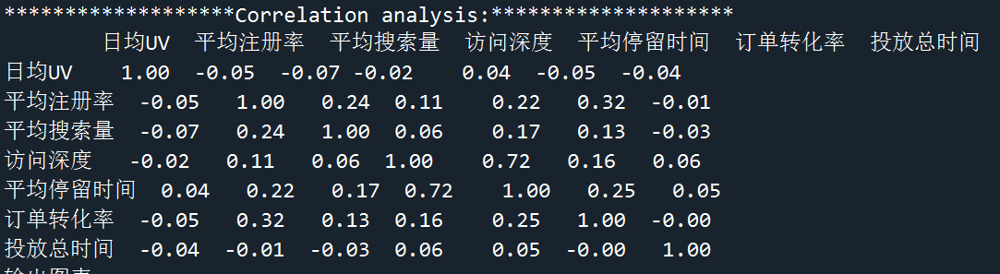 *******************Correlation analysis:********************
日均UV 平均注册率 平均搜索量 访问深度 平均停留时间 订单转化率 投放总时间
日均UV 1.00 -0.05 -0.07 -0.02 0.04 -0.05 -0.04
平均注册率 -0.05 1.00 0.24 0.11 0.22 0.32 -0.01
平均搜索量 -0.07 0.24 1.00 0.06 0.17 0.13 -0.03
访问深度 -0.02 0.11 0.06 1.00 0.72 0.16 0.06
平均停留时间 0.04 0.22 0.17 0.72 1.00 0.25 0.05
订单转化率 -0.05 0.32 0.13 0.16 0.25 1.00 -0.00
投放总时间 -0.04 -0.01 -0.03 0.06 0.05 -0.00 1.00